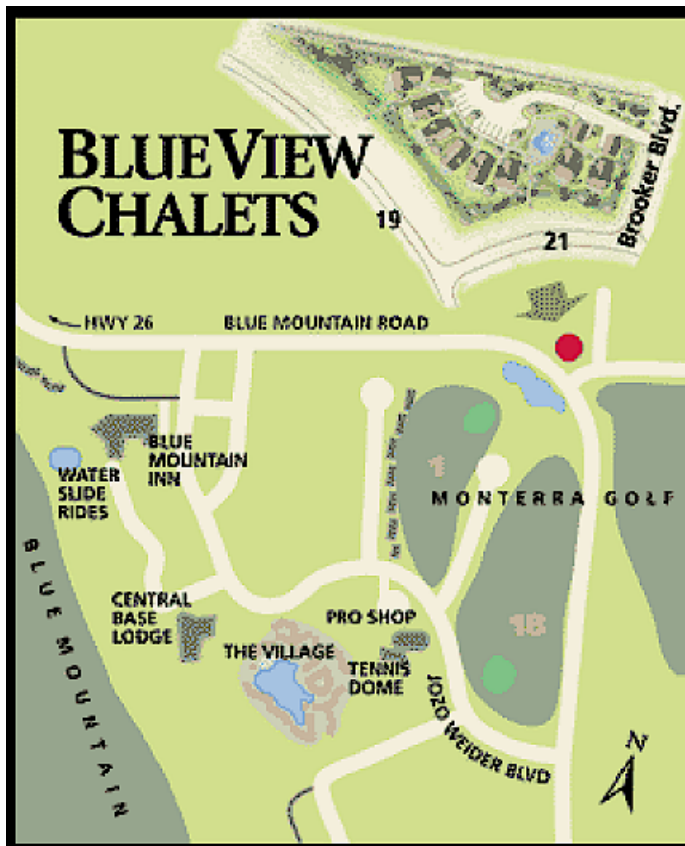 BLUE VIEW
CHALETS
19
21
Brooker Blvd.
HWY 26
BLUE MOUNTAIN ROAD
BLUE
MOUNTAIN
INN
WATER
SLIDE
RIDES
1
MONTERRA GOLF
BLUE MOUNTAIN
CENTRAL
BASE
LODGE
PRO SHOP
THE VILLAGE
TENNIS
DOME
18
JOZO WEIDER BLVD
N